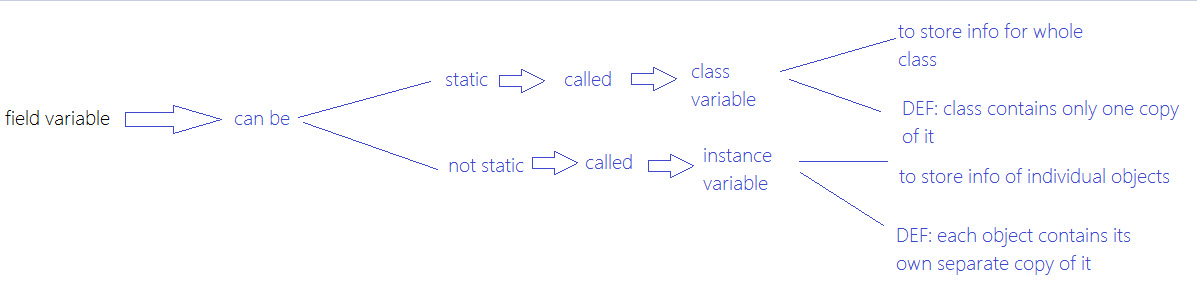 field variable
can be
static
called
class
variable
to store info for whole
class
DEF: class contains only one copy
of it
not static
called
instance
variable
to store info of individual objects
DEF: each object contains its
own separate copy of it